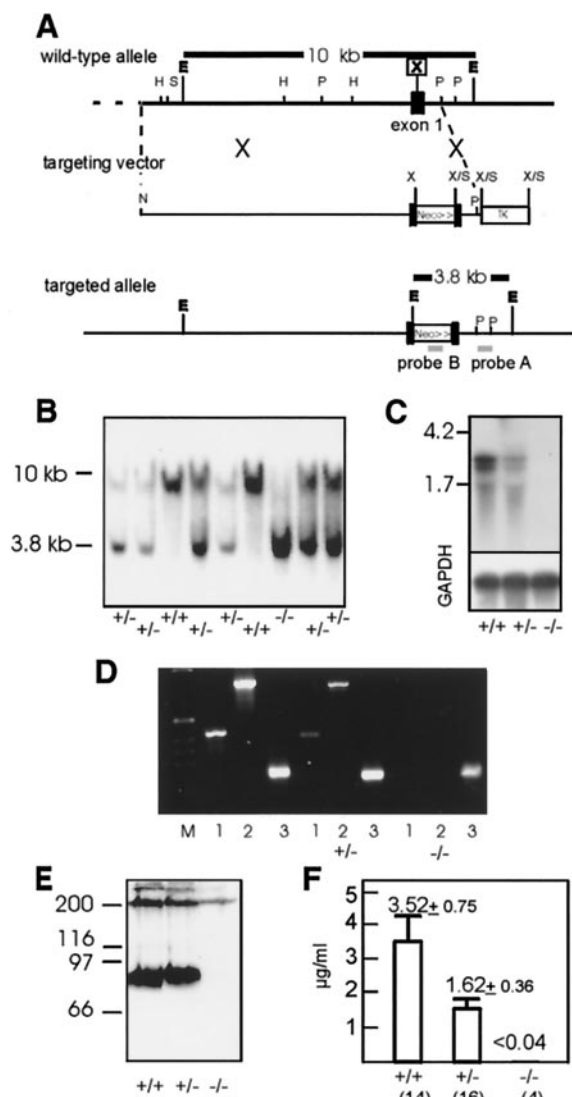 A
wild-type allele
10 kb
E X E
H S H P H P P
exon 1
X X
targeting vector
X X/S X/S X/S
N Neo>> P TK
targeted allele
3.8 kb
E E E
Neo>> P P
probe B probe A
B
10 kb
3.8 kb
+/- +/- +/+ +/- +/- +/+ -/- +/- +/-
C
4.2
1.7
GAPDH
+/+ +/- -/-
D
M 1 2 3 1 2 3 1 2 3
+/- -/-
E
200
116
97
66
+/+ +/- -/-
F
µg/ml
5
4
3
2
1
3.52 ± 0.75
1.62 ± 0.36
<0.04
+/+ +/- -/-
(14) (16) (4)